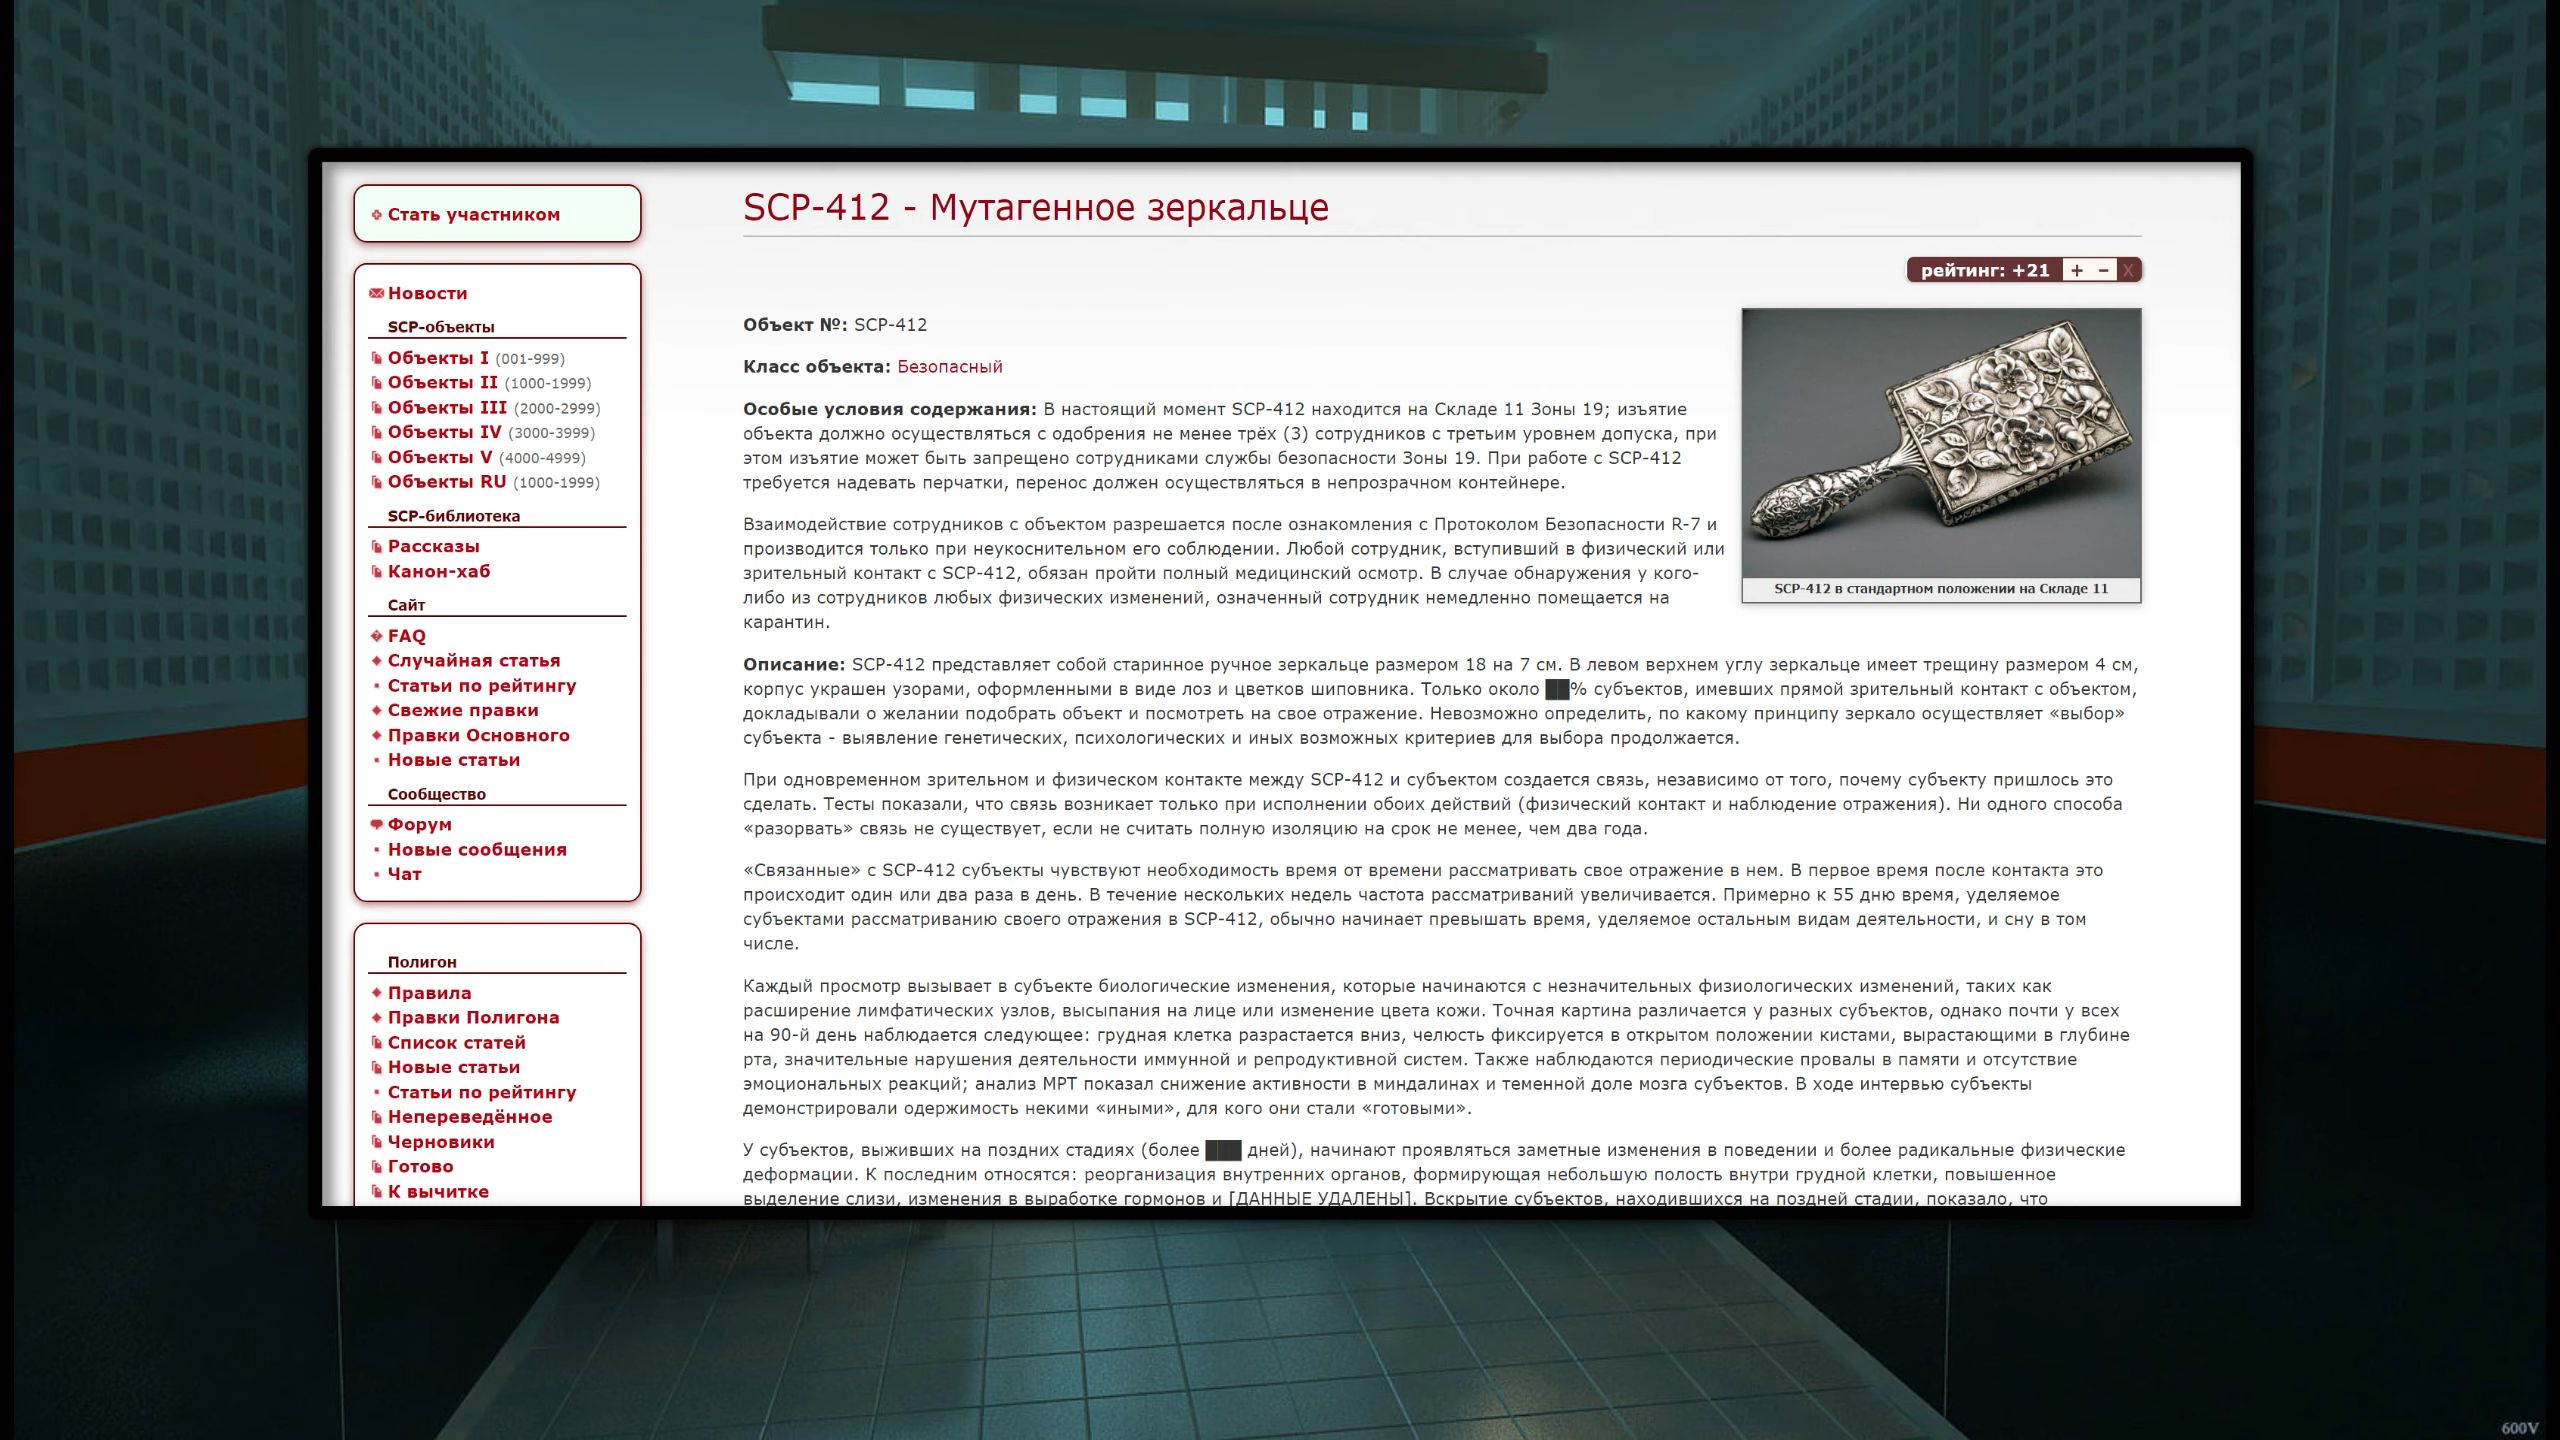 Стать участником
Новости
SCP-объекты
Объекты I (001-999)
Объекты II (1000-1999)
Объекты III (2000-2999)
Объекты IV (3000-3999)
Объекты V (4000-4999)
Объекты RU (1000-1999)
SCP-библиотека
Рассказы
Канон-хаб
Сайт
FAQ
Случайная статья
Статьи по рейтингу
Свежие правки
Правки Основного
Новые статьи
Сообщество
Форум
Новые сообщения
Чат
Полигон
Правила
Правки Полигона
Список статей
Новые статьи
Статьи по рейтингу
Непереведённое
Черновики
Готово
К вычитке
SCP-412 - Мутагенное зеркальце
рейтинг: +21 + − X
Объект №: SCP-412
Класс объекта: Безопасный
Особые условия содержания: В настоящий момент SCP-412 находится на Складе 11 Зоны 19; изъятие
объекта должно осуществляться с одобрения не менее трёх (3) сотрудников с третьим уровнем допуска, при
этом изъятие может быть запрещено сотрудниками службы безопасности Зоны 19. При работе с SCP-412
требуется надевать перчатки, перенос должен осуществляться в непрозрачном контейнере.
Взаимодействие сотрудников с объектом разрешается после ознакомления с Протоколом Безопасности R-7 и
производится только при неукоснительном его соблюдении. Любой сотрудник, вступивший в физический или
зрительный контакт с SCP-412, обязан пройти полный медицинский осмотр. В случае обнаружения у кого-
либо из сотрудников любых физических изменений, означенный сотрудник немедленно помещается на
карантин.
SCP-412 в стандартном положении на Складе 11
Описание: SCP-412 представляет собой старинное ручное зеркальце размером 18 на 7 см. В левом верхнем углу зеркальце имеет трещину размером 4 см,
корпус украшен узорами, оформленными в виде лоз и цветков шиповника. Только около ██% субъектов, имевших прямой зрительный контакт с объектом,
докладывали о желании подобрать объект и посмотреть на свое отражение. Невозможно определить, по какому принципу зеркало осуществляет «выбор»
субъекта - выявление генетических, психологических и иных возможных критериев для выбора продолжается.
При одновременном зрительном и физическом контакте между SCP-412 и субъектом создается связь, независимо от того, почему субъекту пришлось это
сделать. Тесты показали, что связь возникает только при исполнении обоих действий (физический контакт и наблюдение отражения). Ни одного способа
«разорвать» связь не существует, если не считать полную изоляцию на срок не менее, чем два года.
«Связанные» с SCP-412 субъекты чувствуют необходимость время от времени рассматривать свое отражение в нем. В первое время после контакта это
происходит один или два раза в день. В течение нескольких недель частота рассматриваний увеличивается. Примерно к 55 дню время, уделяемое
субъектами рассматриванию своего отражения в SCP-412, обычно начинает превышать время, уделяемое остальным видам деятельности, и сну в том
числе.
Каждый просмотр вызывает в субъекте биологические изменения, которые начинаются с незначительных физиологических изменений, таких как
расширение лимфатических узлов, высыпания на лице или изменение цвета кожи. Точная картина различается у разных субъектов, однако почти у всех
на 90-й день наблюдается следующее: грудная клетка разрастается вниз, челюсть фиксируется в открытом положении кистами, вырастающими в глубине
рта, значительные нарушения деятельности иммунной и репродуктивной систем. Также наблюдаются периодические провалы в памяти и отсутствие
эмоциональных реакций; анализ МРТ показал снижение активности в миндалинах и теменной доле мозга субъектов. В ходе интервью субъекты
демонстрировали одержимость некими «иными», для кого они стали «готовыми».
У субъектов, выживших на поздних стадиях (более ███ дней), начинают проявляться заметные изменения в поведении и более радикальные физические
деформации. К последним относятся: реорганизация внутренних органов, формирующая небольшую полость внутри грудной клетки, повышенное
выделение слизи, изменения в выработке гормонов и [ДАННЫЕ УДАЛЕНЫ]. Вскрытие субъектов, находившихся на поздней стадии, показало, что
600V